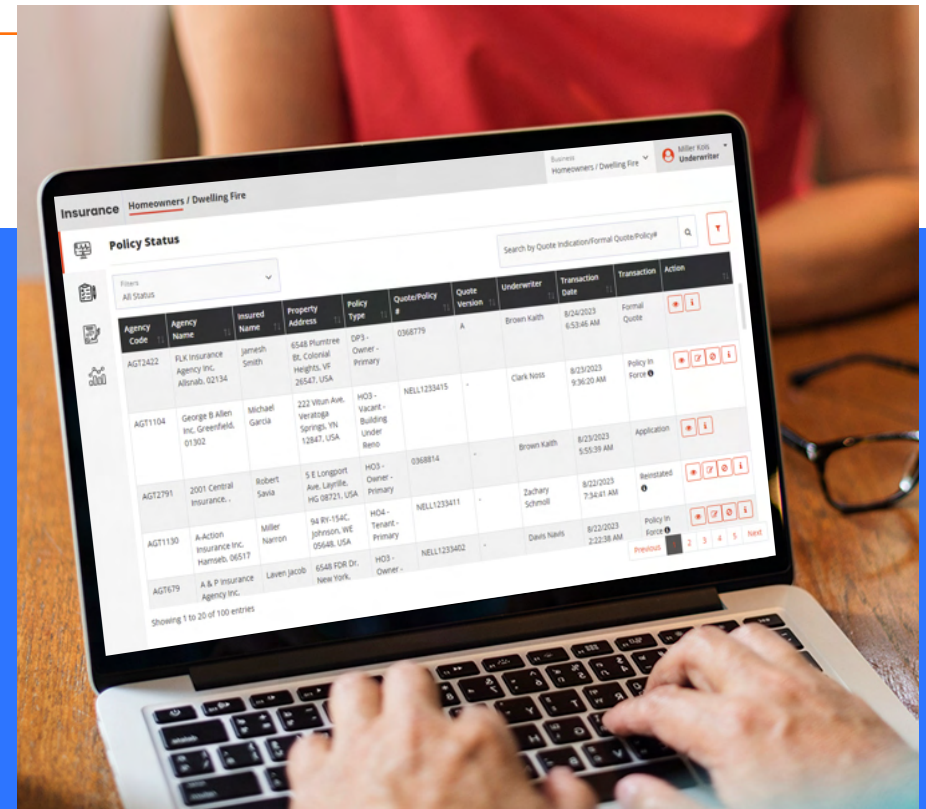 Insurance Homeowners / Dwelling Fire
Business
Homeowners / Dwelling Fire
Miller Kois
Underwriter
Policy Status
Filters
All Status
Search by Quote Indication/Formal Quote/Policy#
Agency Code Agency Name Insured Name Property Address Policy Type Quote/Policy # Quote Version Underwriter Transaction Date Transaction Action
AGT2422 FLK Insurance Agency Inc, Allsnab, 02134 Jamesh Smith 6548 Plumtree Bt, Colonial Heights, VF 26547, USA DP3 - Owner - Primary 0368779 A Brown Kaith 8/24/2023 6:53:46 AM Formal Quote
AGT1104 George B Allen Inc. Greenfield, 01302 Michael Garcia 222 Vitun Ave, Veratoga Springs, YN 12847, USA HO3 - Vacant - Building Under Reno NELL1233415 - Clark Noss 8/23/2023 9:36:20 AM Policy In Force
AGT2791 2001 Central Insurance, , Robert Savia 5 E Longport Ave, Layrille, HG 08721, USA HO3 - Owner - Primary 0368814 - Brown Kaith 8/23/2023 5:55:39 AM Application
AGT1130 A-Action Insurance Inc, Hamseb, 06517 Miller Narron 94 RY-154C, Johnson, WE 05648, USA HO4 - Tenant - Primary NELL1233411 - Zachary Schmoll 8/22/2023 7:34:41 AM Reinstated
AGT679 A & P Insurance Agency Inc, Laven Jacob 6548 FDR Dr. New York, HO3 - Owner - NELL1233402 - Davis Navis 8/22/2023 2:22:38 AM Policy In Force
Showing 1 to 20 of 100 entries
Previous 2 3 4 5 Next